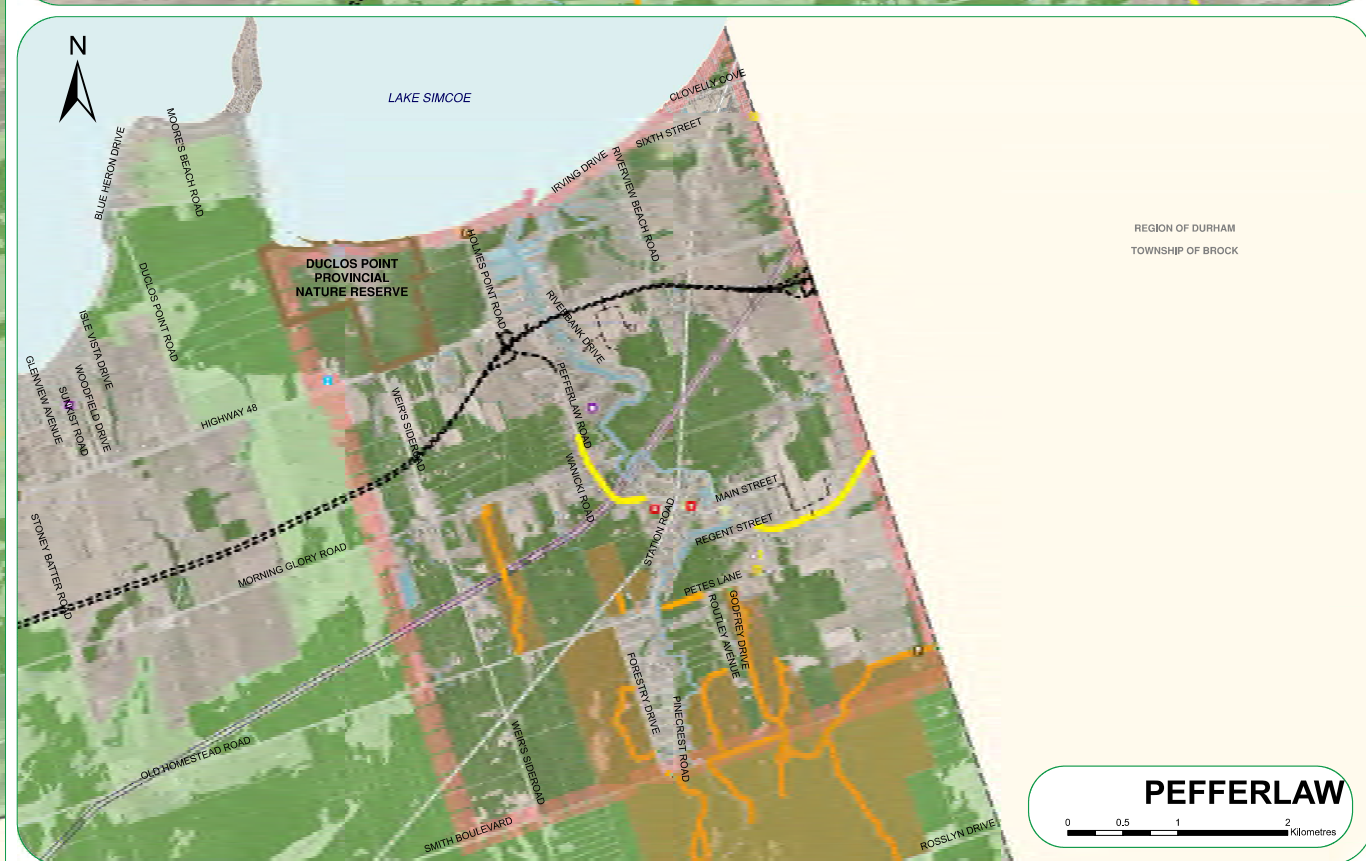 N
LAKE SIMCOE
CLOVELLY COVE
SIXTH STREET
IRVING DRIVE
RIVERVIEW BEACH ROAD
MOORE'S BEACH ROAD
BLUE HERON DRIVE
REGION OF DURHAM
TOWNSHIP OF BROCK
DUCLOS POINT
PROVINCIAL
NATURE RESERVE
HOLMES POINT ROAD
DUCLOS POINT ROAD
RIVERBANK DRIVE
ISLE VISTA DRIVE
WOODFIELD DRIVE
GLENVIEW AVENUE
SUNKIST ROAD
HIGHWAY 48
WEIR'S SIDEROAD
PEFFERLAW ROAD
WANICKI ROAD
STATION ROAD
MAIN STREET
REGENT STREET
STONEY BATTER ROAD
MORNING GLORY ROAD
PETES LANE
ROUTLEY AVENUE
GODFREY DRIVE
FORESTRY DRIVE
PINECREST ROAD
WEIR'S SIDEROAD
OLD HOMESTEAD ROAD
SMITH BOULEVARD
ROSSLYN DRIVE
PEFFERLAW
0 0.5 1 2
Kilometres